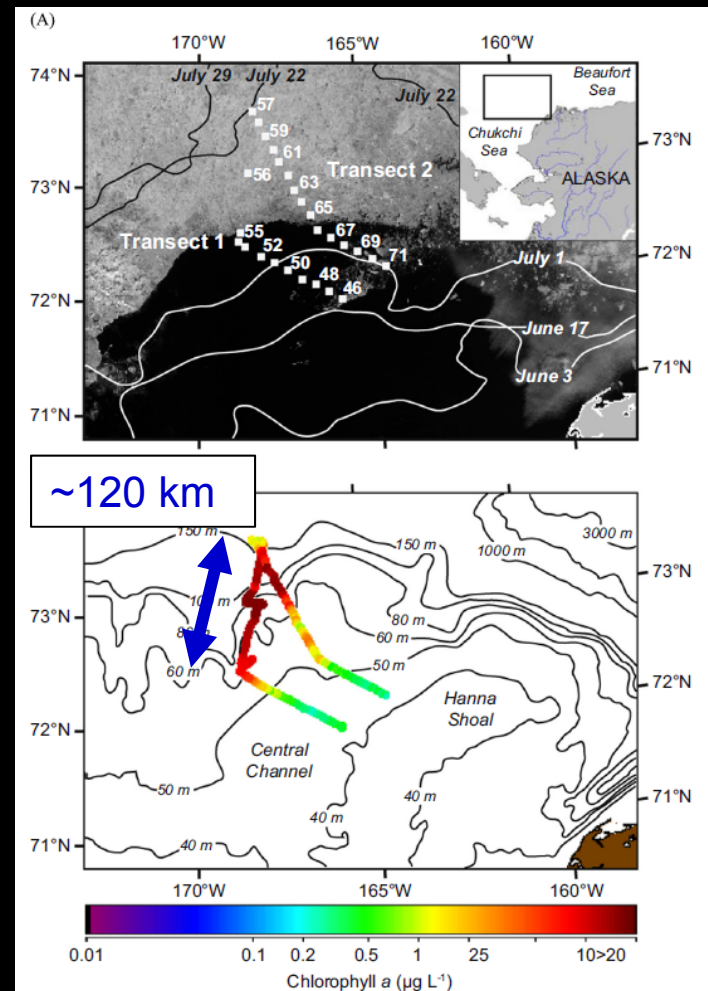 (A)
170°W 165°W 160°W
74°N
July 29
July 22
July 22
Beaufort
Sea
Chukchi
Sea
ALASKA
57
59
73°N
73°N
61
Transect 2
56
63
65
Transect 1
55
67
52
69
71
50
48
46
July 1
72°N
72°N
June 17
June 3
71°N
71°N
~120 km
150 m
150 m
3000 m
1000 m
73°N
73°N
80 m
60 m
60 m
50 m
72°N
72°N
Hanna
Shoal
Central
Channel
50 m
40 m
40 m
40 m
71°N
71°N
170°W 165°W 160°W
0.01 0.1 0.2 0.5 1 25 10>20
Chlorophyll a (µg L-1)